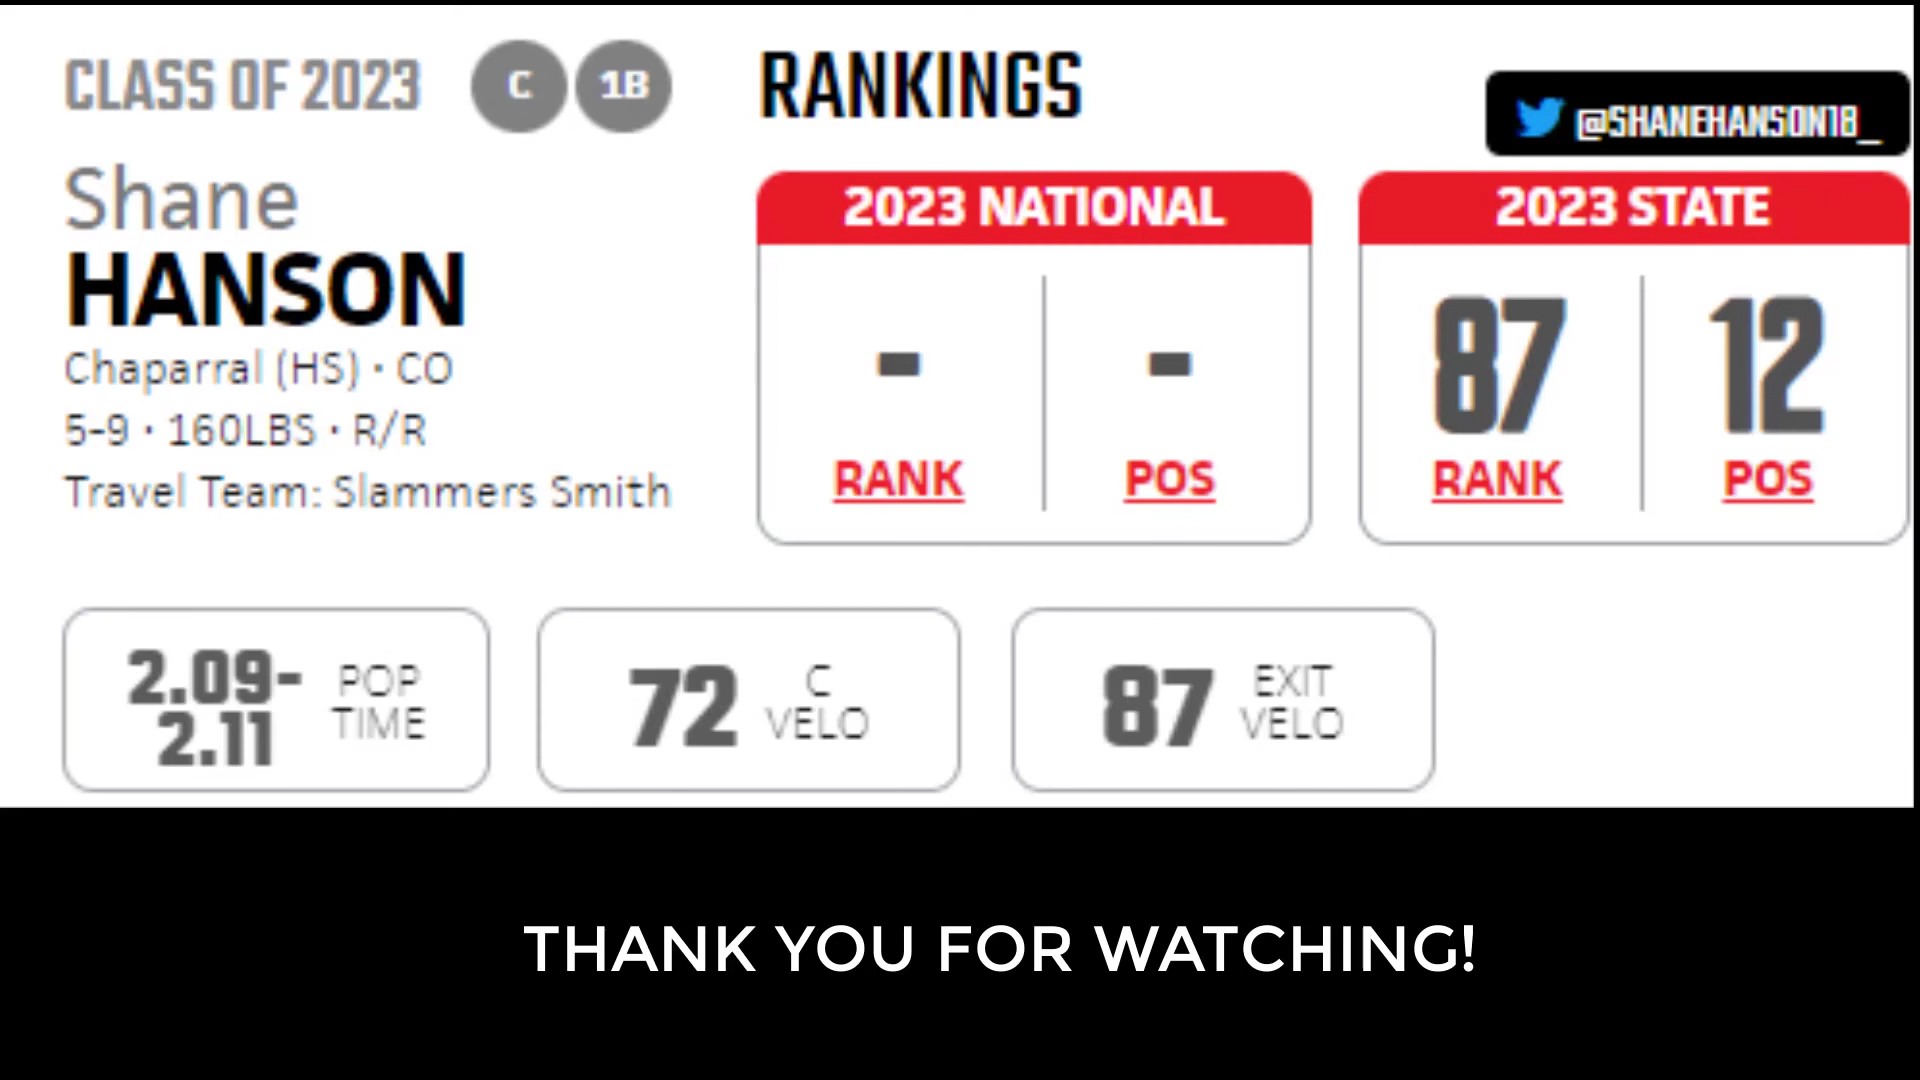 CLASS OF 2023 C 1B
Shane
HANSON
Chaparral (HS) · CO
5-9 · 160LBS · R/R
Travel Team: Slammers Smith
RANKINGS
@SHANEHANSON18_
2023 NATIONAL
- -
RANK POS
2023 STATE
87 12
RANK POS
2.09-
2.11
POP
TIME
72
C
VELO
87
EXIT
VELO
THANK YOU FOR WATCHING!